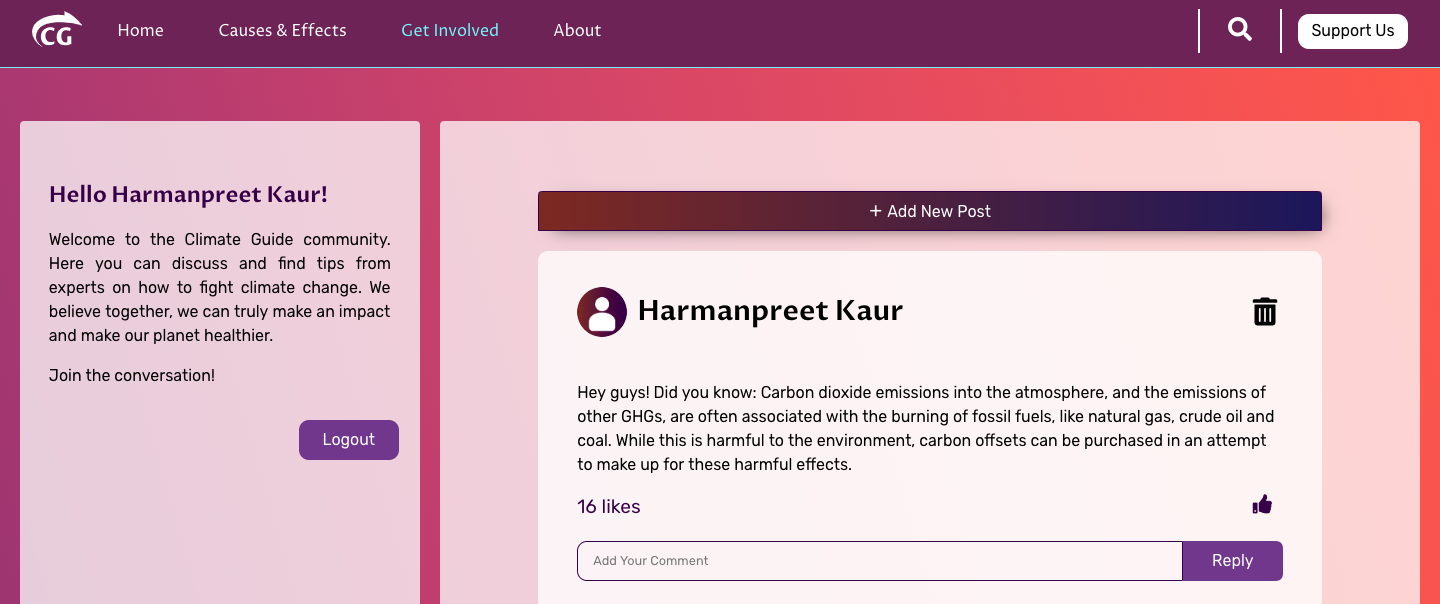 CG
Home
Causes & Effects
Get Involved
About
Support Us
Hello Harmanpreet Kaur!
Welcome to the Climate Guide community.
Here you can discuss and find tips from
experts on how to fight climate change. We
believe together, we can truly make an impact
and make our planet healthier.
Join the conversation!
Logout
+ Add New Post
Harmanpreet Kaur
Hey guys! Did you know: Carbon dioxide emissions into the atmosphere, and the emissions of
other GHGs, are often associated with the burning of fossil fuels, like natural gas, crude oil and
coal. While this is harmful to the environment, carbon offsets can be purchased in an attempt
to make up for these harmful effects.
16 likes
Add Your Comment
Reply